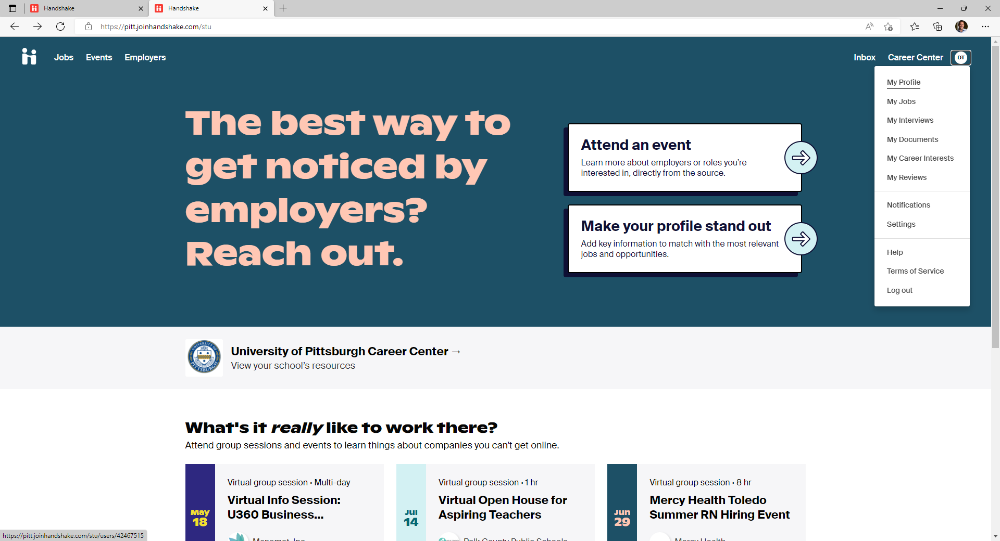 Handshake
Handshake
https://pitt.joinhandshake.com/stu
Jobs
Events
Employers
Inbox
Career Center
DT
My Profile
My Jobs
My Interviews
My Documents
My Career Interests
My Reviews
Notifications
Settings
Help
Terms of Service
Log out
The best way to
get noticed by
employers?
Reach out.
Attend an event
Learn more about employers or roles you’re
interested in, directly from the source.
Make your profile stand out
Add key information to match with the most relevant
jobs and opportunities.
UNIVERSITY OF PITTSBURGH
University of Pittsburgh Career Center →
View your school’s resources
What's it really like to work there?
Attend group sessions and events to learn things about companies you can't get online.
May
18
Virtual group session • Multi-day
Virtual Info Session:
U360 Business...
Jul
14
Virtual group session • 1 hr
Virtual Open House for
Aspiring Teachers
Polk County Public Schools
Jun
29
Virtual group session • 8 hr
Mercy Health Toledo
Summer RN Hiring Event
Mercy Health
https://pitt.joinhandshake.com/stu/users/42467515